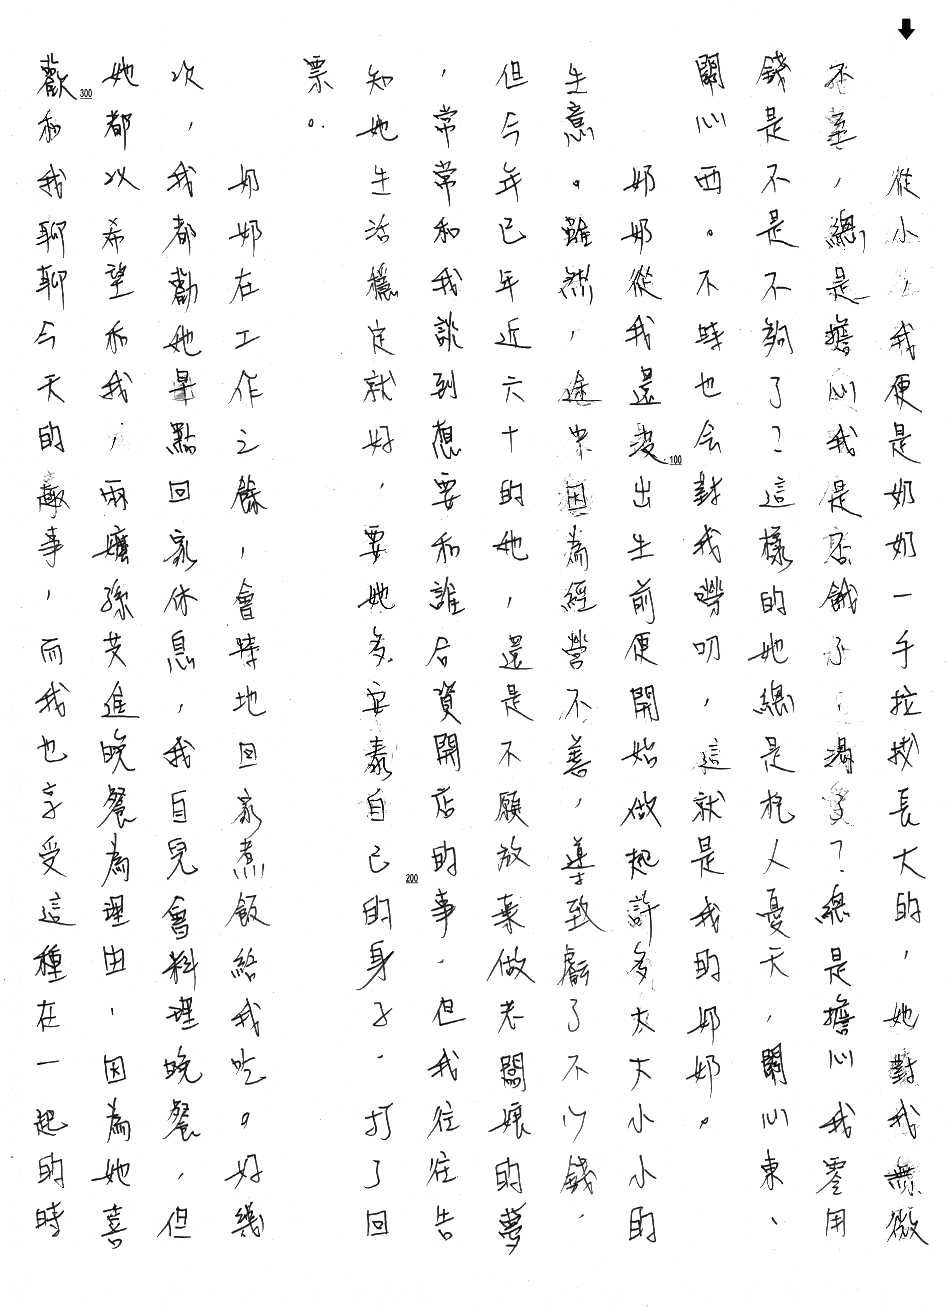 從小,我便是奶奶一手拉拔長大的,她對我無微
不至,總是擔心我是否餓了,渴了?總是擔心我零用
錢是不是不夠了?這樣的她總是杞人憂天,關心東、
關心西。不時也會對我嘮叨,這就是我的奶奶。
奶奶從我還沒出生前便開始做起許多大大小小的
生意。雖然,途中因為經營不善,導致虧了不少錢,
但今年已年近六十的她,還是不願放棄做老闆娘的夢
,常常和我談到想要和誰合資開店的事,但我往往告
知她生活穩定就好,要她多安泰自己的身子,打了回
票。
奶奶在工作之餘,會特地回家煮飯給我吃。好幾
次,我都勸她早點回家休息,我自兒會料理晚餐,但
她都以希望和我,兩嬤孫共進晚餐為理由,因為她喜
歡和我聊聊今天的趣事,而我也享受這種在一起的時
100
200
300